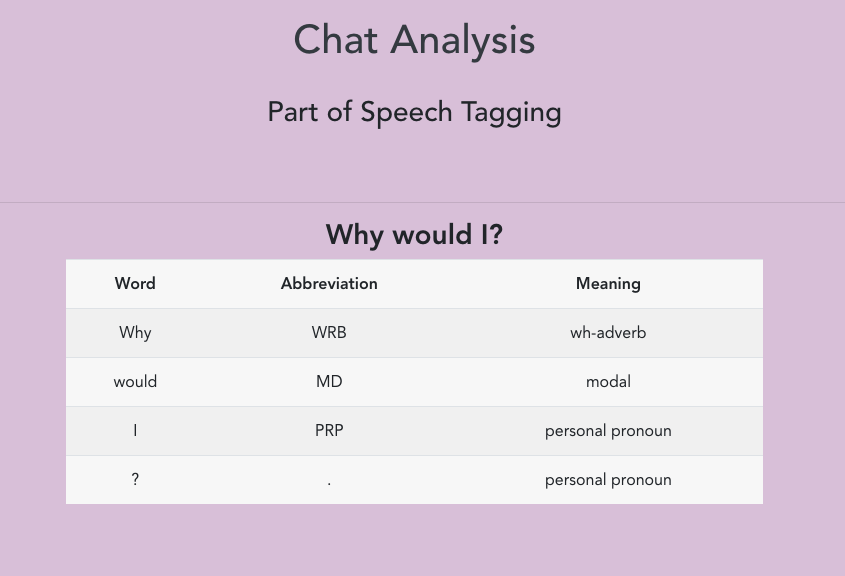 Chat Analysis
Part of Speech Tagging
Why would I?
Word Abbreviation Meaning
Why WRB wh-adverb
would MD modal
I PRP personal pronoun
? . personal pronoun